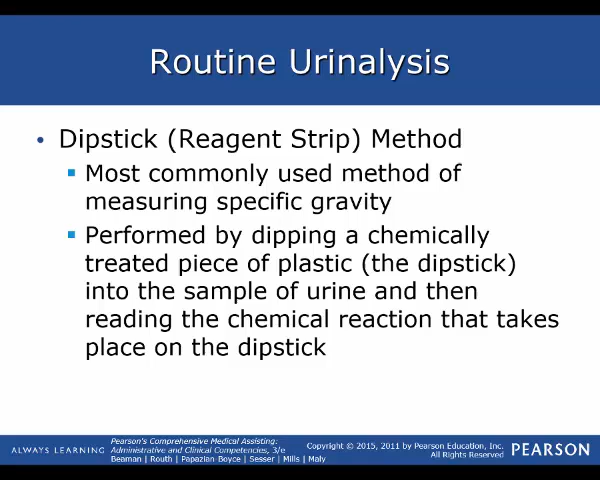 Routine Urinalysis
• Dipstick (Reagent Strip) Method
▪ Most commonly used method of
measuring specific gravity
▪ Performed by dipping a chemically
treated piece of plastic (the dipstick)
into the sample of urine and then
reading the chemical reaction that takes
place on the dipstick
ALWAYS LEARNING
Pearson's Comprehensive Medical Assisting:
Administrative and Clinical Competencies, 3/e
Beaman | Routh | Papazian-Boyce | Sesser | Mills | Maly
Copyright © 2015, 2011 by Pearson Education, Inc.
All Rights Reserved
PEARSON